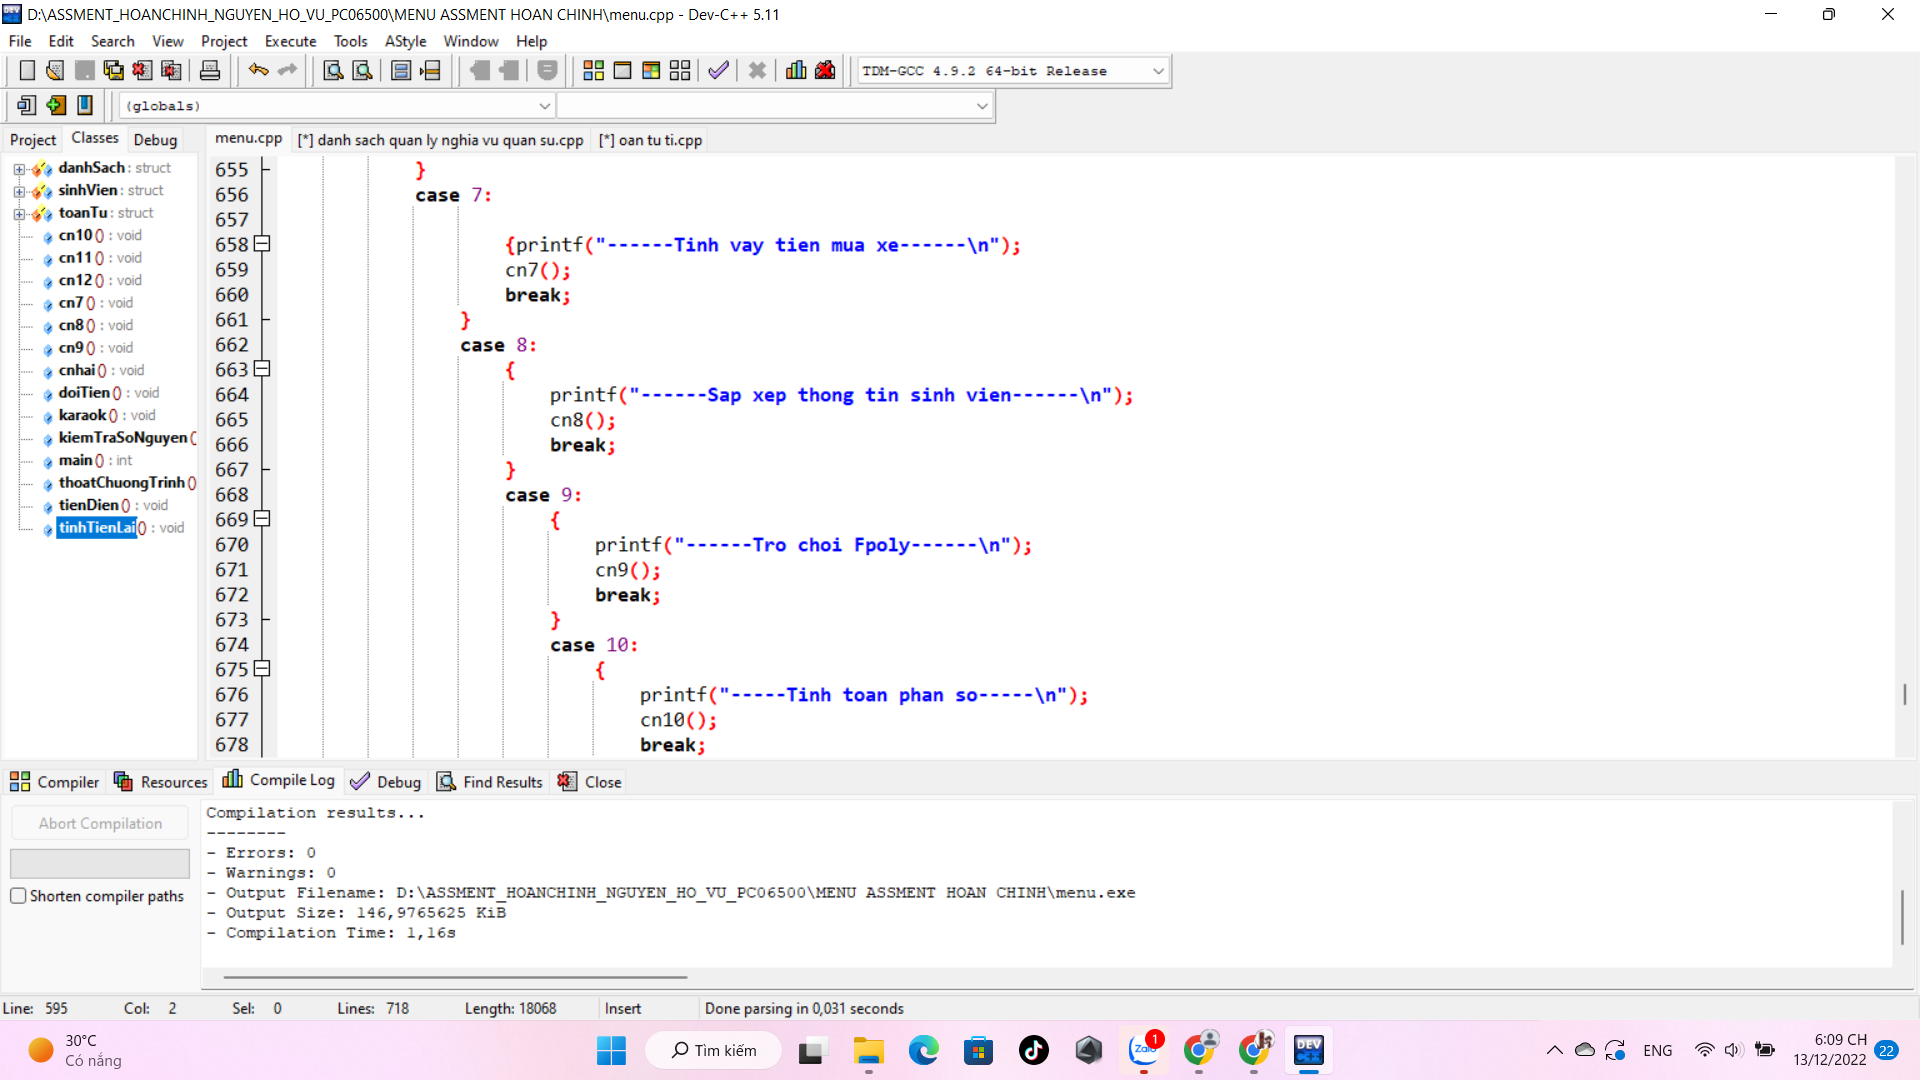 D:\ASSMENT_HOANCHINH_NGUYEN_HO_VU_PC06500\MENU ASSMENT HOAN CHINH\menu.cpp - Dev-C++ 5.11
File Edit Search View Project Execute Tools AStyle Window Help
TDM-GCC 4.9.2 64-bit Release
(globals)
Project Classes Debug
menu.cpp [*] danh sach quan ly nghia vu quan su.cpp [*] oan tu ti.cpp
danhSach : struct
sinhVien : struct
toanTu : struct
cn10 () : void
cn11 () : void
cn12 () : void
cn7 () : void
cn8 () : void
cn9 () : void
cnhai () : void
doiTien () : void
karaok () : void
kiemTraSoNguyen (
main () : int
thoatChuongTrinh ()
tienDien () : void
tinhTienLai () : void
655 }
656 case 7:
657
658 {printf("------Tinh vay tien mua xe------\n");
659 cn7();
660 break;
661 }
662 case 8:
663 {
664 printf("------Sap xep thong tin sinh vien------\n");
665 cn8();
666 break;
667 }
668 case 9:
669 {
670 printf("------Tro choi Fpoly------\n");
671 cn9();
672 break;
673 }
674 case 10:
675 {
676 printf("-----Tinh toan phan so-----\n");
677 cn10();
678 break;
Compiler Resources Compile Log Debug Find Results Close
Abort Compilation
Shorten compiler paths
Compilation results...
--------
- Errors: 0
- Warnings: 0
- Output Filename: D:\ASSMENT_HOANCHINH_NGUYEN_HO_VU_PC06500\MENU ASSMENT HOAN CHINH\menu.exe
- Output Size: 146,9765625 KiB
- Compilation Time: 1,16s
Line: 595 Col: 2 Sel: 0 Lines: 718 Length: 18068 Insert Done parsing in 0,031 seconds
30°C
Có nắng
Tìm kiếm
Zalo
1
DEV
C++
ENG
6:09 CH
13/12/2022
22